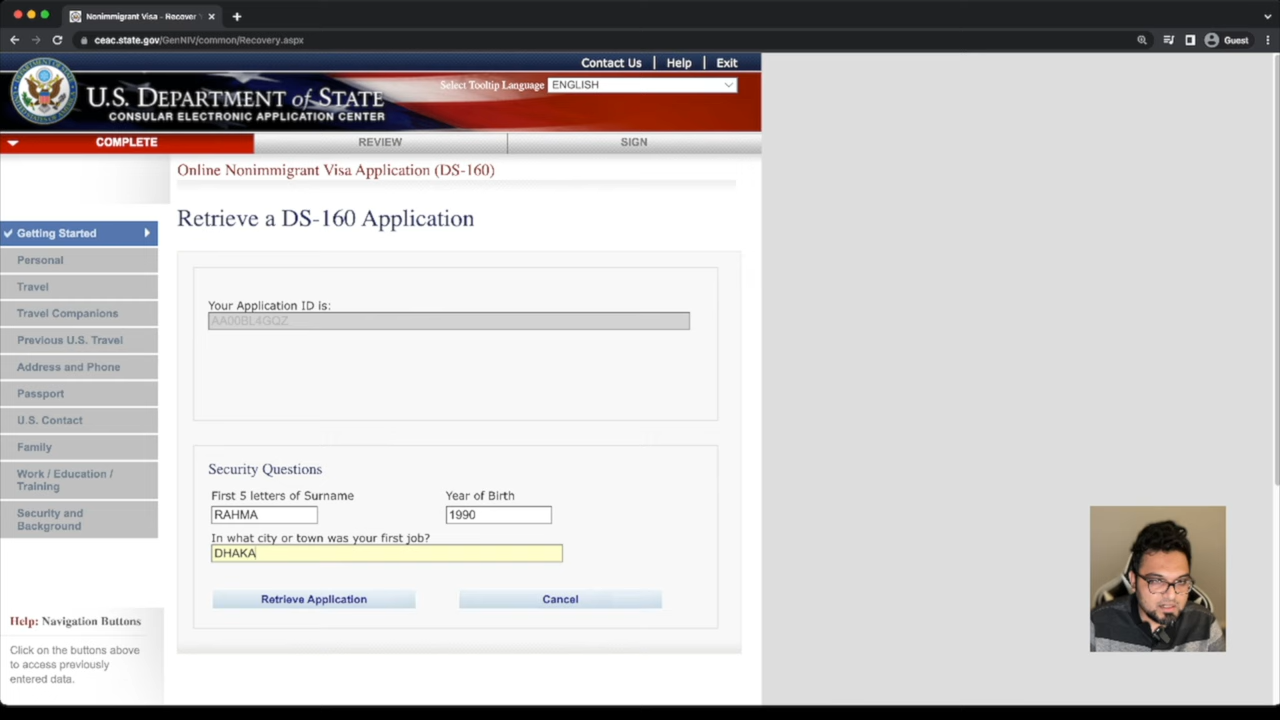 Nonimmigrant Visa - Recover
ceac.state.gov/GenNIV/common/Recovery.aspx
Guest
Contact Us | Help | Exit
Select Tooltip Language ENGLISH
U.S. DEPARTMENT of STATE
CONSULAR ELECTRONIC APPLICATION CENTER
COMPLETE REVIEW SIGN
Online Nonimmigrant Visa Application (DS-160)
Retrieve a DS-160 Application
Getting Started
Personal
Travel
Travel Companions
Previous U.S. Travel
Address and Phone
Passport
U.S. Contact
Family
Work / Education /
Training
Security and
Background
Help: Navigation Buttons
Click on the buttons above
to access previously
entered data.
Your Application ID is:
AA00BL4GQZ
Security Questions
First 5 letters of Surname Year of Birth
RAHMA 1990
In what city or town was your first job?
DHAKA
Retrieve Application Cancel